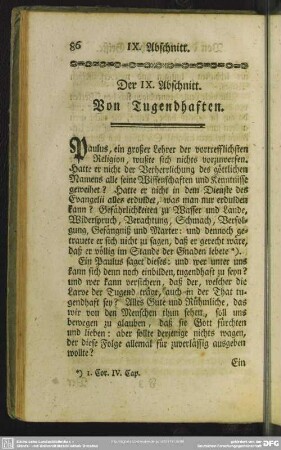 86
IX. Abschnitt.
Der IX. Abschnitt.
Von Tugendhaften.
Paulus, ein großer Lehrer der vortrefflichsten
Religion, wußte sich nichts vorzuwerfen.
Hatte er nicht der Verherrlichung des göttlichen
Namens alle seine Wissenschaften und Kenntnisse
geweihet? Hatte er nicht in dem Dienste des
Evangelii alles erduldet, was man nur erdulden
kann? Gefährlichkeiten zu Wasser und Lande,
Widerspruch, Verachtung, Schmach, Verfol-
gung, Gefängniß und Marter: und dennoch ge-
trauete er sich nicht zu sagen, daß er gerecht wäre,
daß er völlig im Stande der Gnaden lebete *).
Ein Paulus saget dieses: und wer unter uns
kann sich denn noch einbilden, tugendhaft zu seyn?
und wer kann versichern, daß der, welcher die
Larve der Tugend träget, auch in der That tu-
gendhaft sey? Alles Gute und Rühmliche, das
wir von den Menschen thun sehen, soll uns
bewegen zu glauben, daß sie Gott fürchten
und lieben: aber sollte derjenige nichts wagen,
der diese Folge allemal für zuverläßig ausgeben
wollte?
Ein
*) 1. Cor. IV. Cap.
DFG